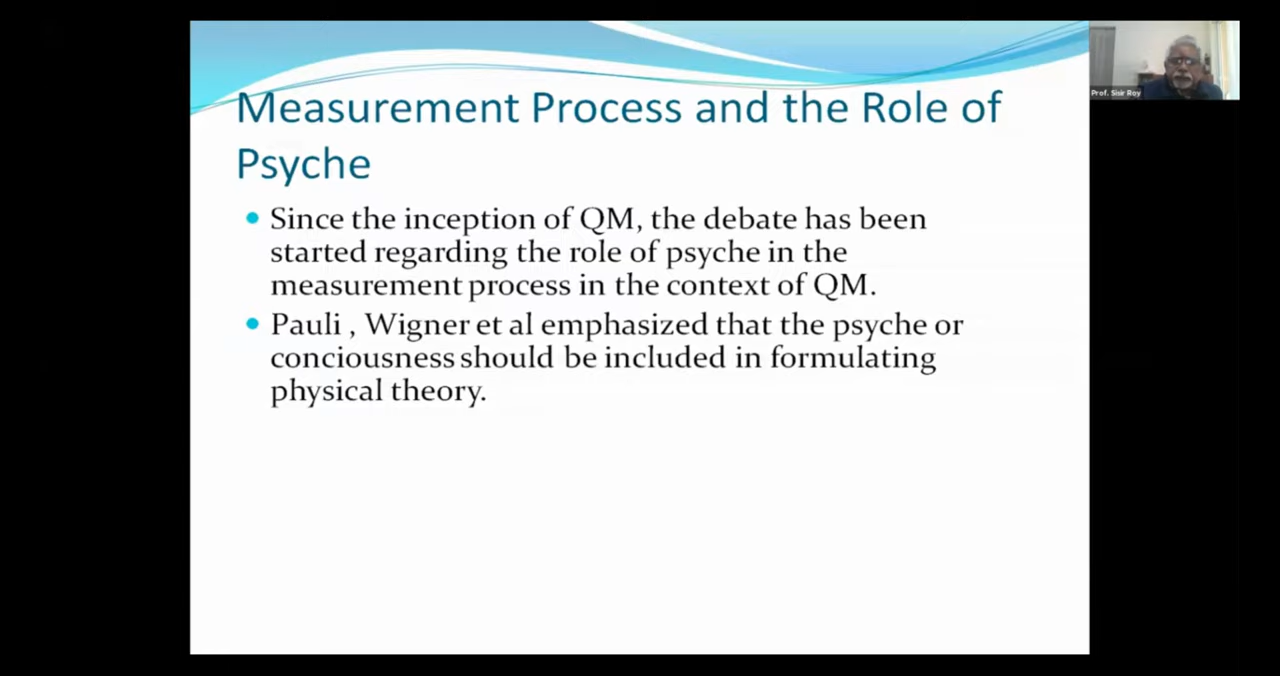 Measurement Process and the Role of
Psyche
Since the inception of QM, the debate has been
started regarding the role of psyche in the
measurement process in the context of QM.
Pauli , Wigner et al emphasized that the psyche or
conciousness should be included in formulating
physical theory.
Prof. Sisir Roy